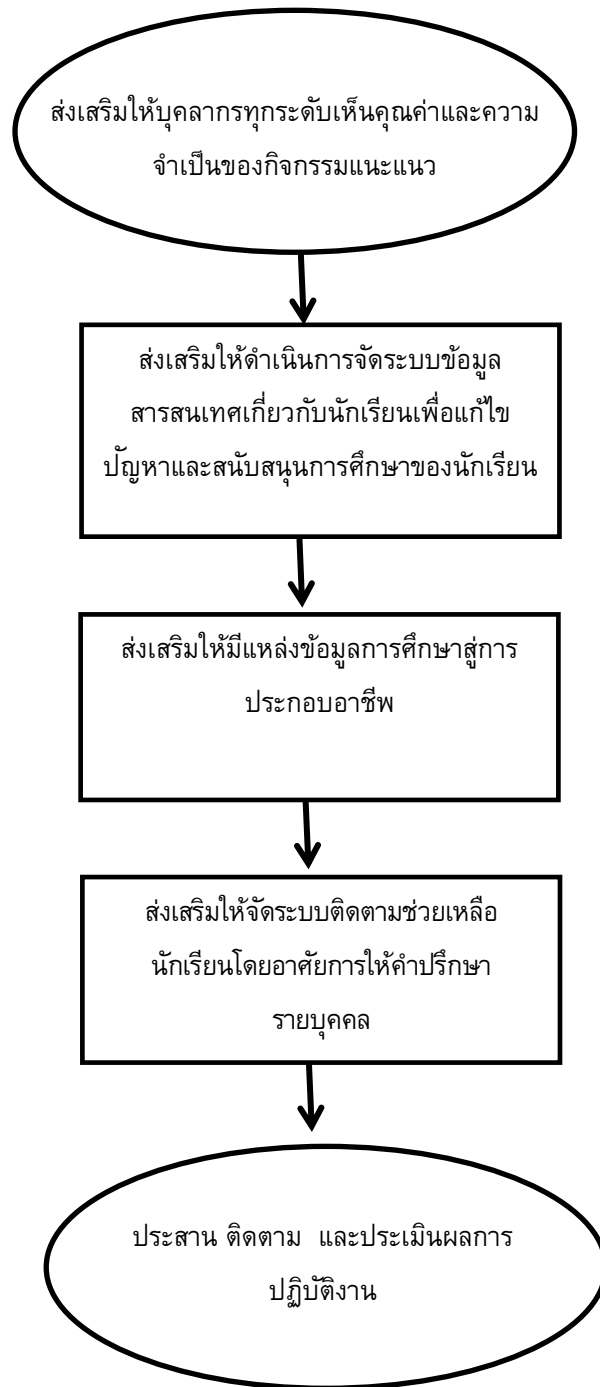 ส่งเสริมให้บุคลากรทุกระดับเห็นคุณค่าและความ
จำเป็นของกิจกรรมแนะแนว
ส่งเสริมให้ดำเนินการจัดระบบข้อมูล
สารสนเทศเกี่ยวกับนักเรียนเพื่อแก้ไข
ปัญหาและสนับสนุนการศึกษาของนักเรียน
ส่งเสริมให้มีแหล่งข้อมูลการศึกษาสู่การ
ประกอบอาชีพ
ส่งเสริมให้จัดระบบติดตามช่วยเหลือ
นักเรียนโดยอาศัยการให้คำปรึกษา
รายบุคคล
ประสาน ติดตาม และประเมินผลการ
ปฏิบัติงาน